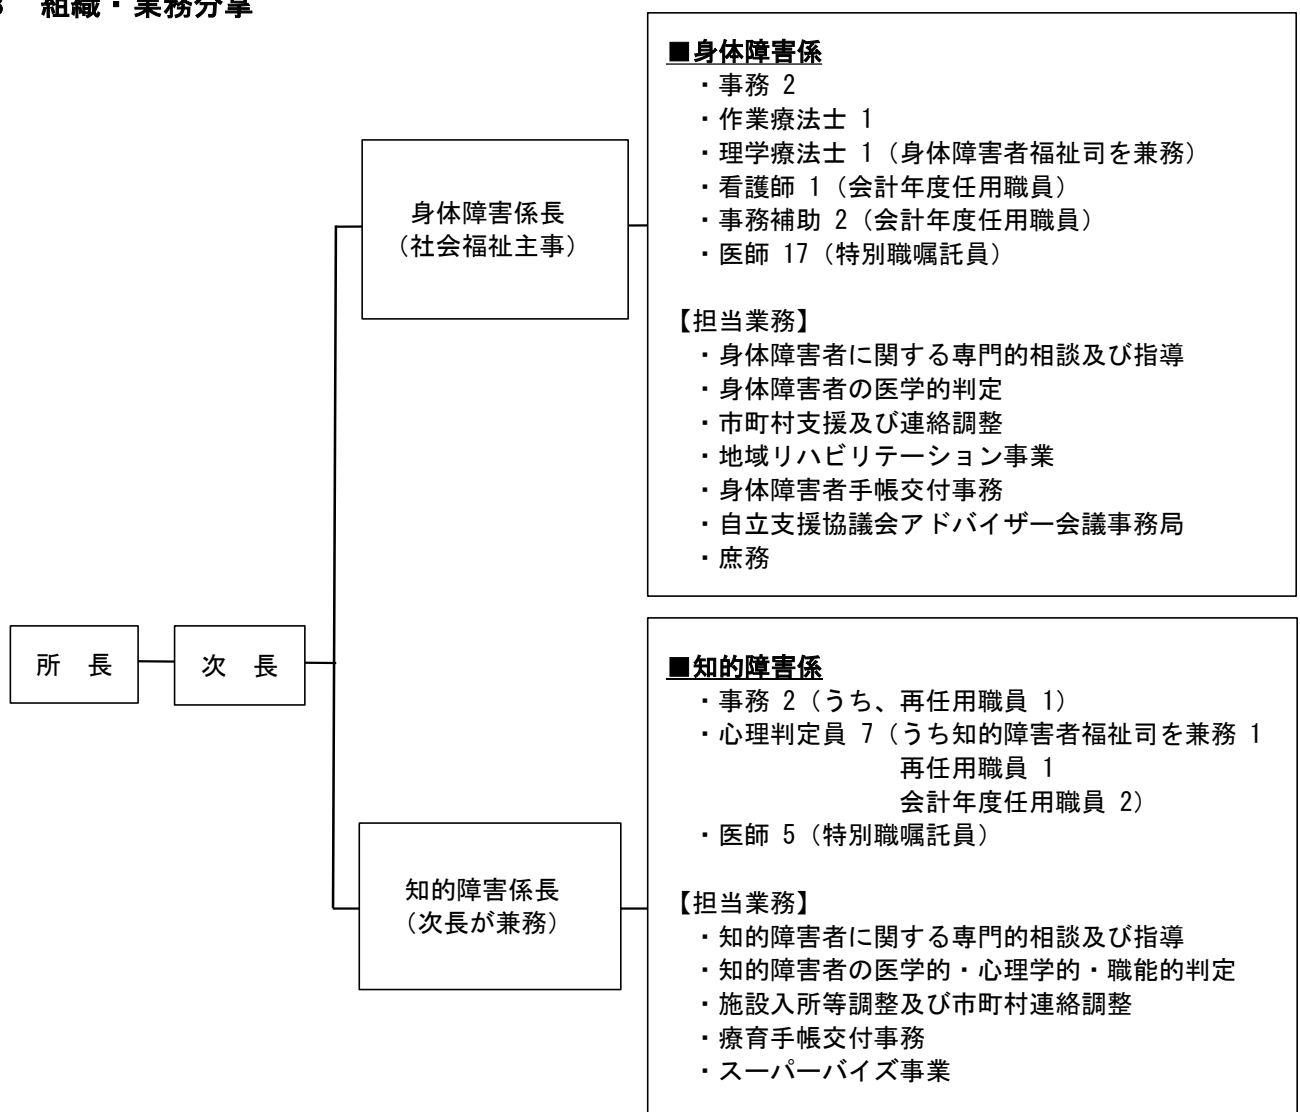 組織・業務分掌
■身体障害係
・事務 2
・作業療法士 1
・理学療法士 1（身体障害者福祉司を兼務）
・看護師 1（会計年度任用職員）
・事務補助 2（会計年度任用職員）
・医師 17（特別職嘱託員）
【担当業務】
・身体障害者に関する専門的相談及び指導
・身体障害者の医学的判定
・市町村支援及び連絡調整
・地域リハビリテーション事業
・身体障害者手帳交付事務
・自立支援協議会アドバイザー会議事務局
・庶務
身体障害係長
（社会福祉主事）
所　長
次　長
■知的障害係
・事務 2（うち、再任用職員 1）
・心理判定員 7（うち知的障害者福祉司を兼務 1
再任用職員 1
会計年度任用職員 2）
・医師 5（特別職嘱託員）
【担当業務】
・知的障害者に関する専門的相談及び指導
・知的障害者の医学的・心理学的・職能的判定
・施設入所等調整及び市町村連絡調整
・療育手帳交付事務
・スーパーバイズ事業
知的障害係長
（次長が兼務）